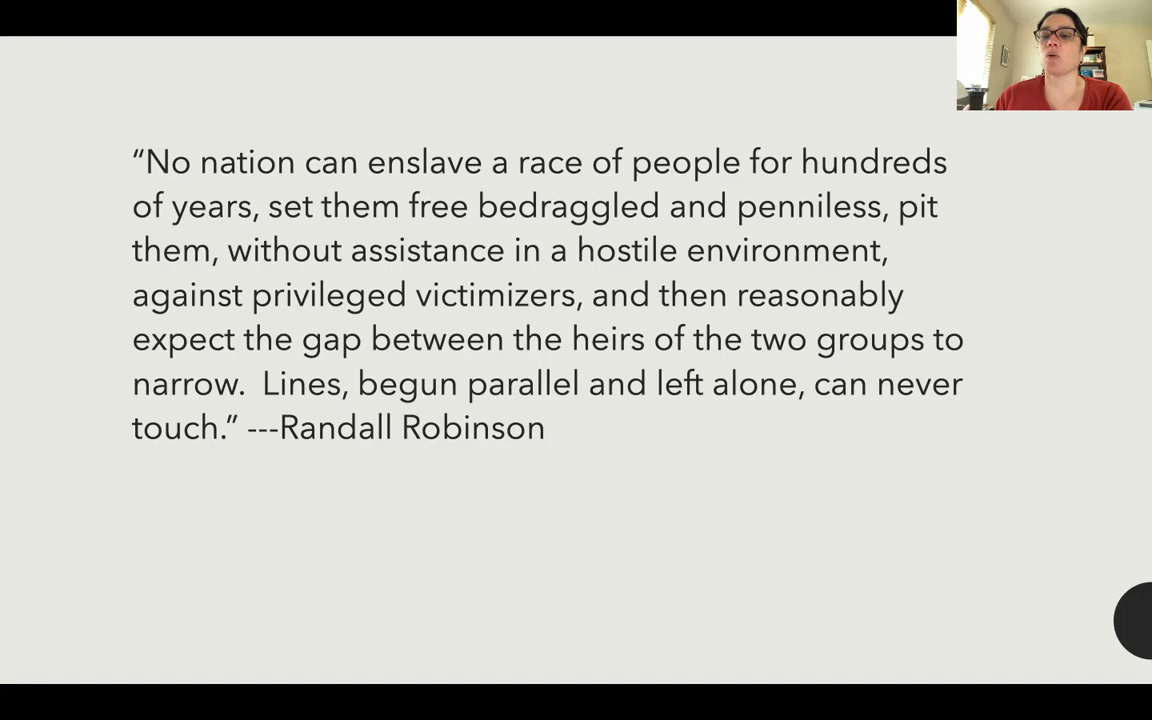 “No nation can enslave a race of people for hundreds
of years, set them free bedraggled and penniless, pit
them, without assistance in a hostile environment,
against privileged victimizers, and then reasonably
expect the gap between the heirs of the two groups to
narrow.  Lines, begun parallel and left alone, can never
touch.” ---Randall Robinson